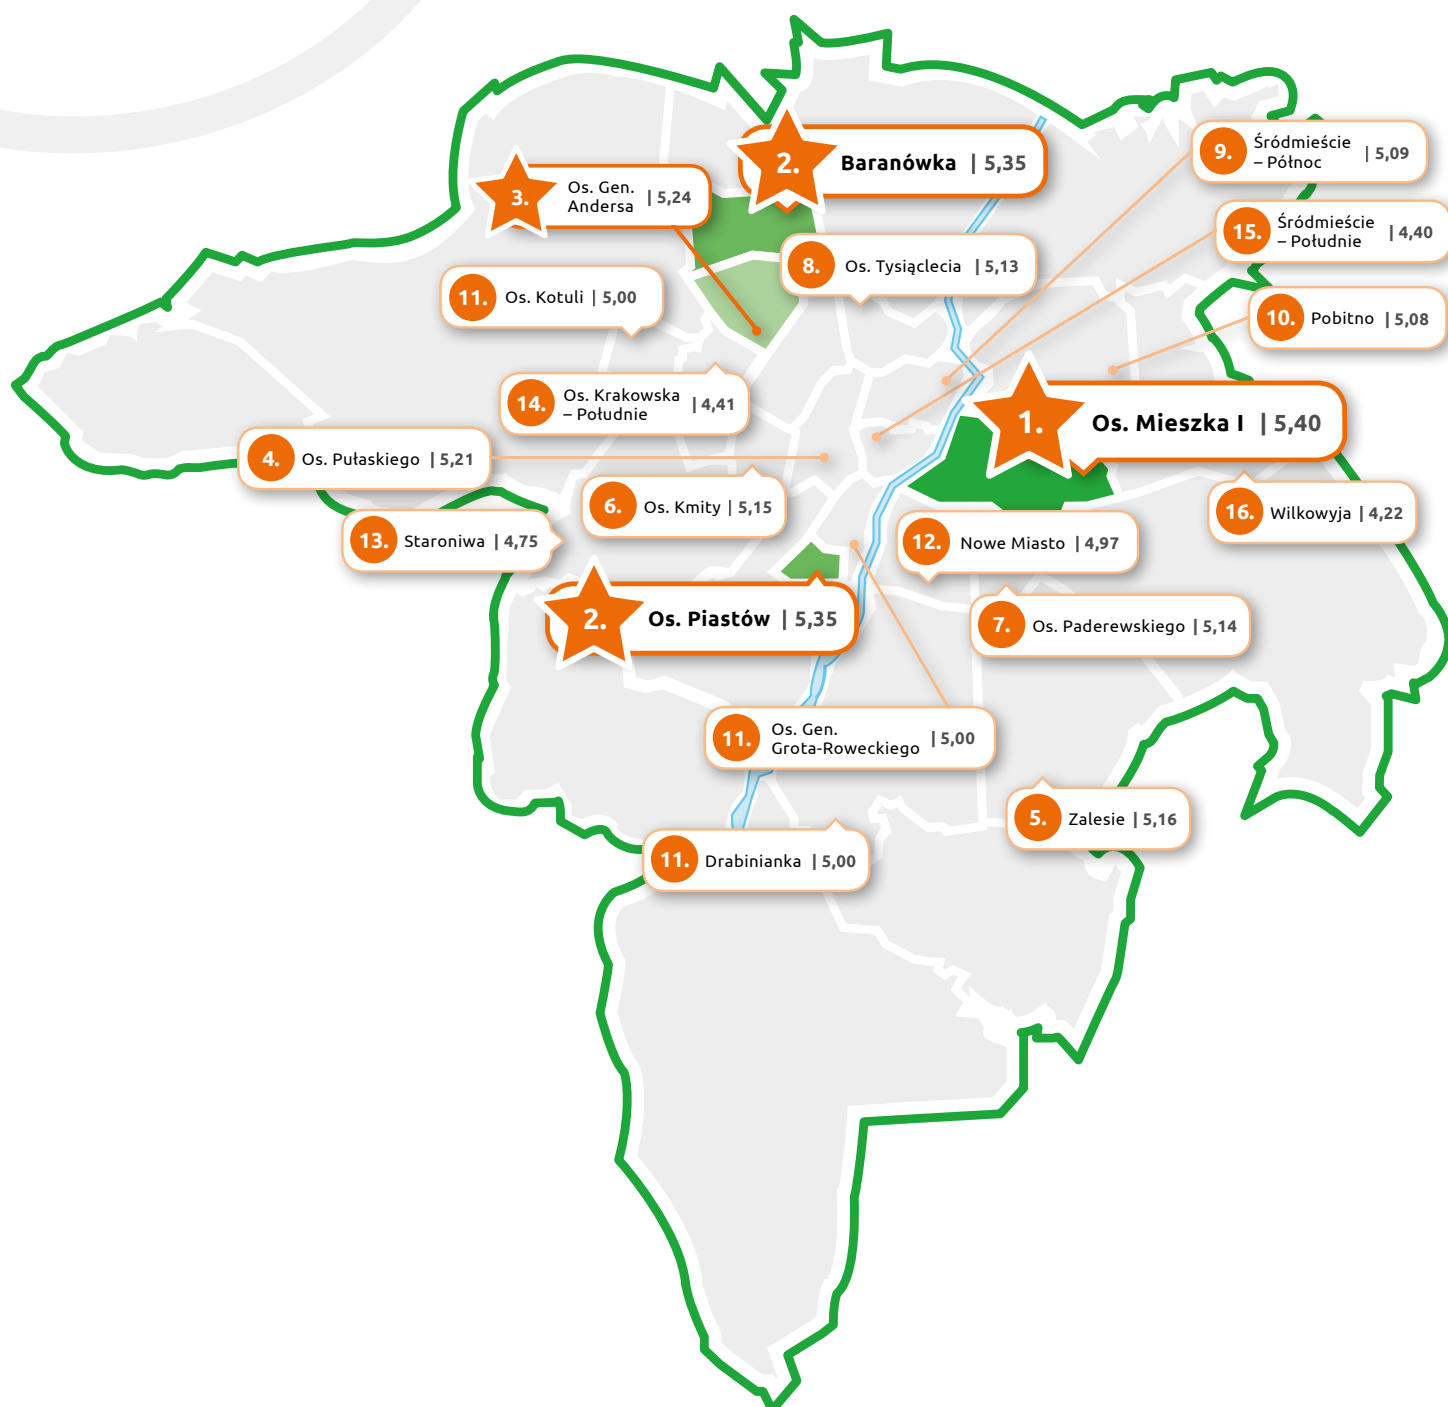 2.
Baranówka | 5,35
9.
Śródmieście
– Północ
| 5,09
3.
Os. Gen.
Andersa
| 5,24
15.
Śródmieście
– Południe
| 4,40
8.
Os. Tysiąclecia | 5,13
11.
Os. Kotuli | 5,00
10.
Pobitno | 5,08
14.
Os. Krakowska
– Południe
| 4,41
1.
Os. Mieszka I | 5,40
4.
Os. Pułaskiego | 5,21
6.
Os. Kmity | 5,15
16.
Wilkowyja | 4,22
13.
Staroniwa | 4,75
12.
Nowe Miasto | 4,97
2.
Os. Piastów | 5,35
7.
Os. Paderewskiego | 5,14
11.
Os. Gen.
Grota-Roweckiego
| 5,00
5.
Zalesie | 5,16
11.
Drabinianka | 5,00